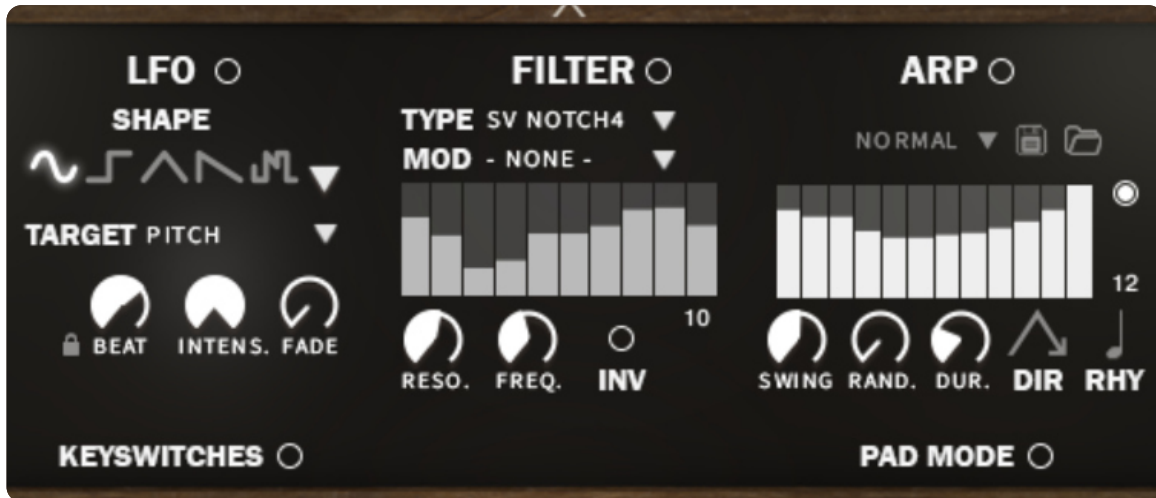 LFO
SHAPE
TARGET PITCH
BEAT INTENS. FADE
KEYSWITCHES
FILTER
TYPE SV NOTCH4
MOD - NONE -
10
RESO. FREQ. INV
ARP
NORMAL
12
SWING RAND. DUR. DIR RHY
PAD MODE